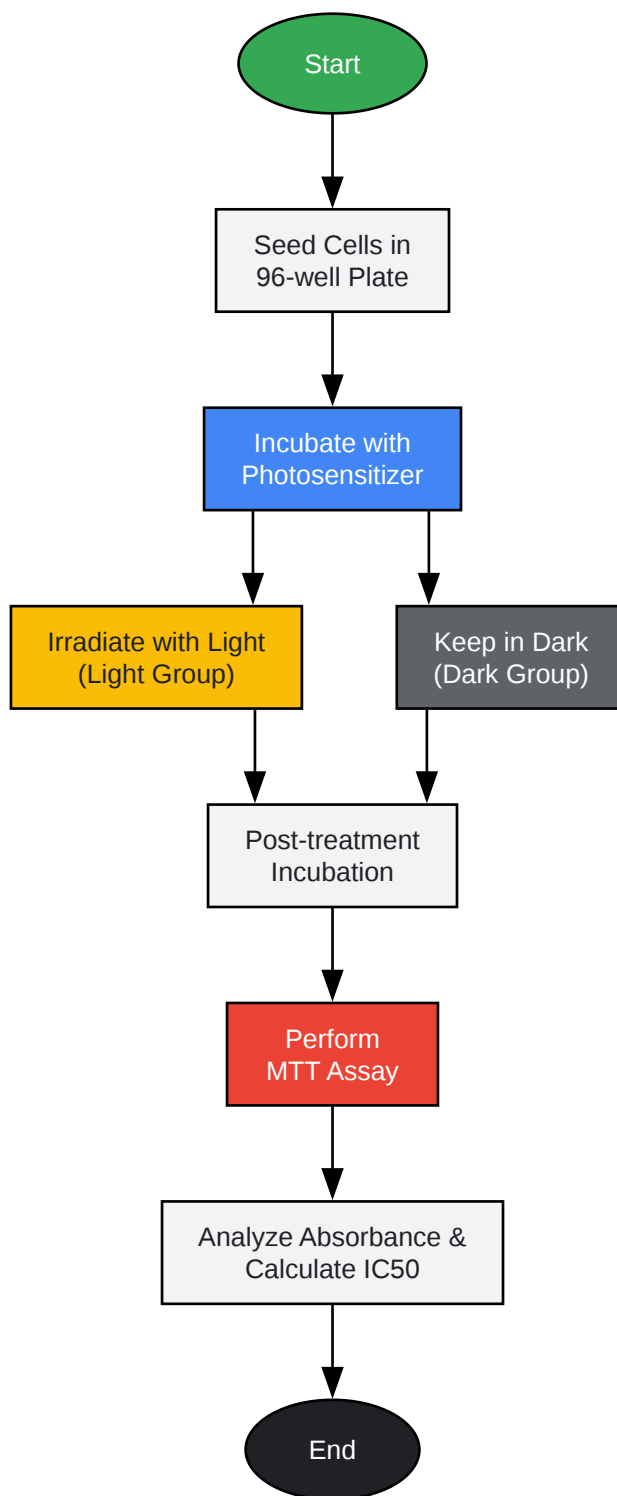 Start
Seed Cells in
96-well Plate
Incubate with
Photosensitizer
Irradiate with Light
(Light Group)
Keep in Dark
(Dark Group)
Post-treatment
Incubation
Perform
MTT Assay
Analyze Absorbance &
Calculate IC50
End